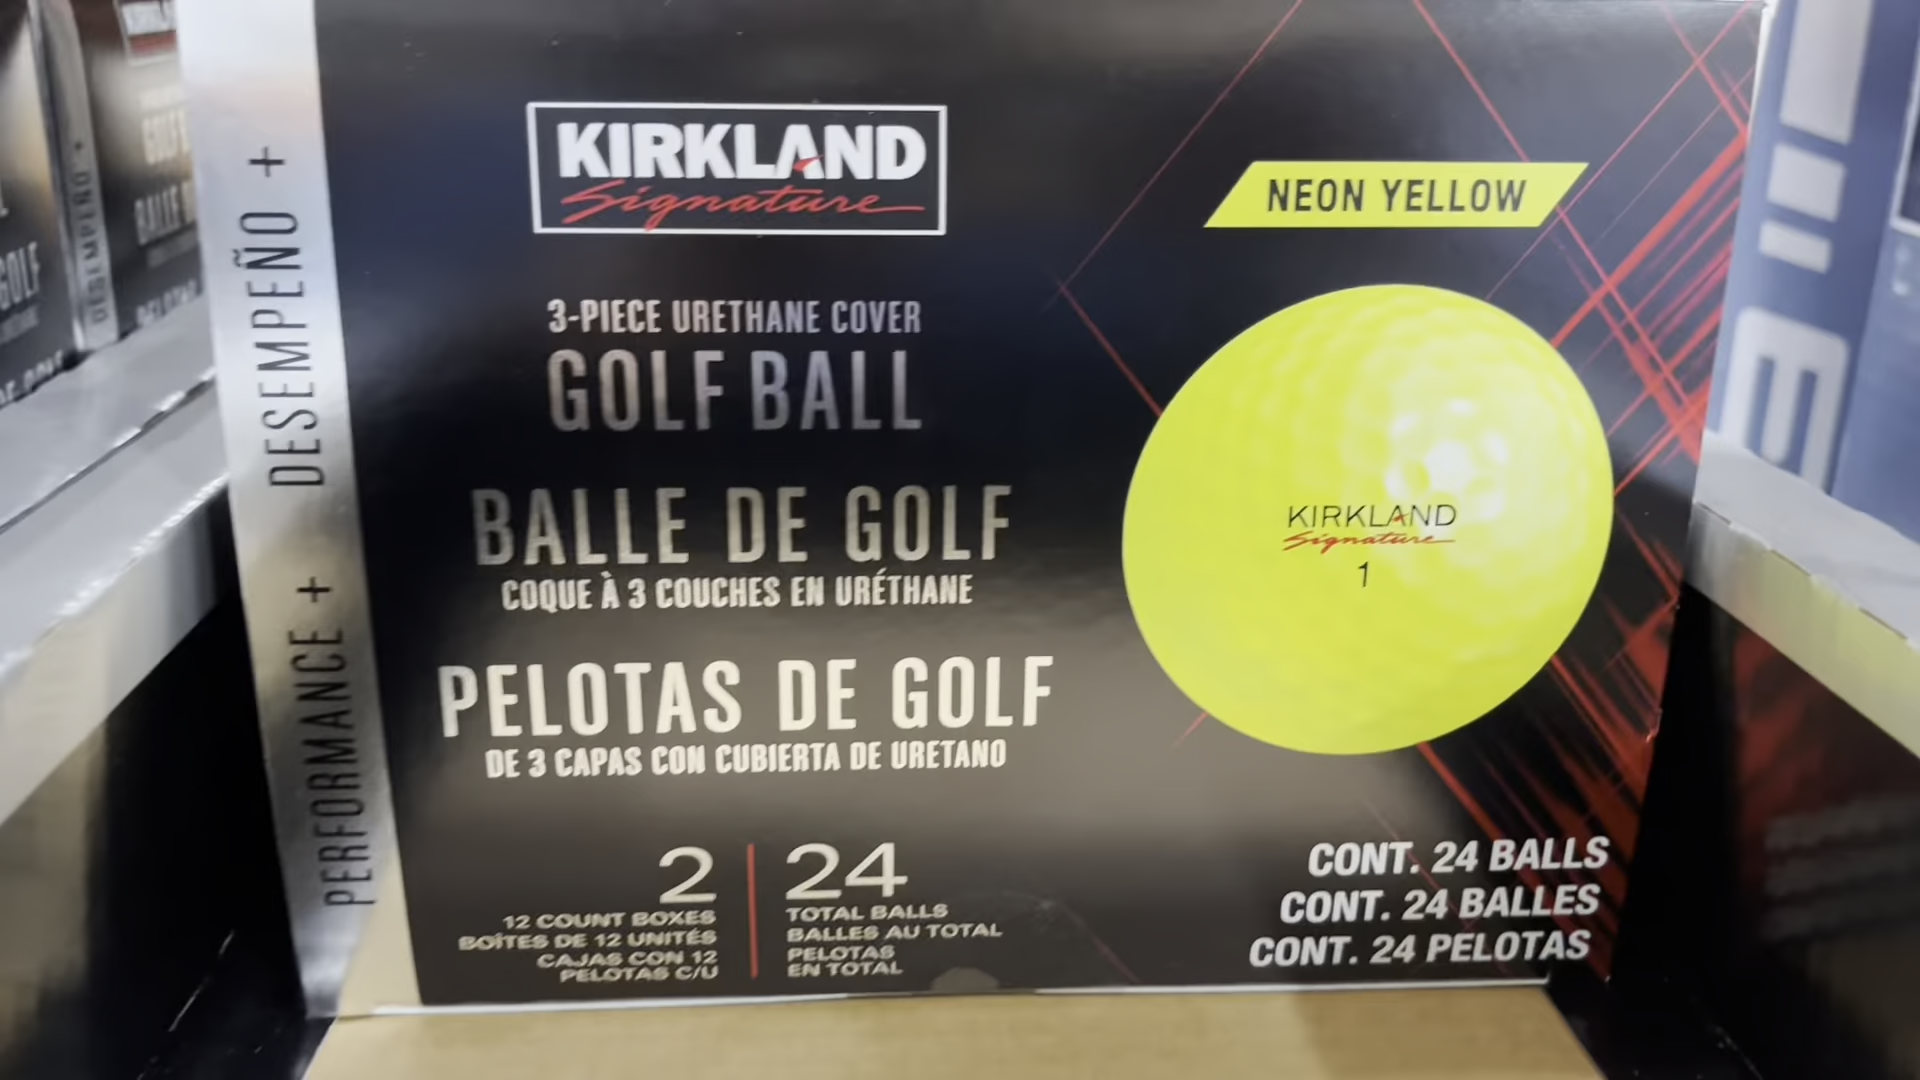 KIRKLAND
Signature
NEON YELLOW
3-PIECE URETHANE COVER
GOLF BALL
BALLE DE GOLF
COQUE À 3 COUCHES EN URÉTHANE
PELOTAS DE GOLF
DE 3 CAPAS CON CUBIERTA DE URETANO
2
12 COUNT BOXES
BOÎTES DE 12 UNITÉS
CAJAS CON 12
PELOTAS C/U
24
TOTAL BALLS
BALLES AU TOTAL
PELOTAS
EN TOTAL
KIRKLAND
Signature
1
CONT. 24 BALLS
CONT. 24 BALLES
CONT. 24 PELOTAS
PERFORMANCE + DESEMPEÑO +
DESEMPEÑO +
GOLF